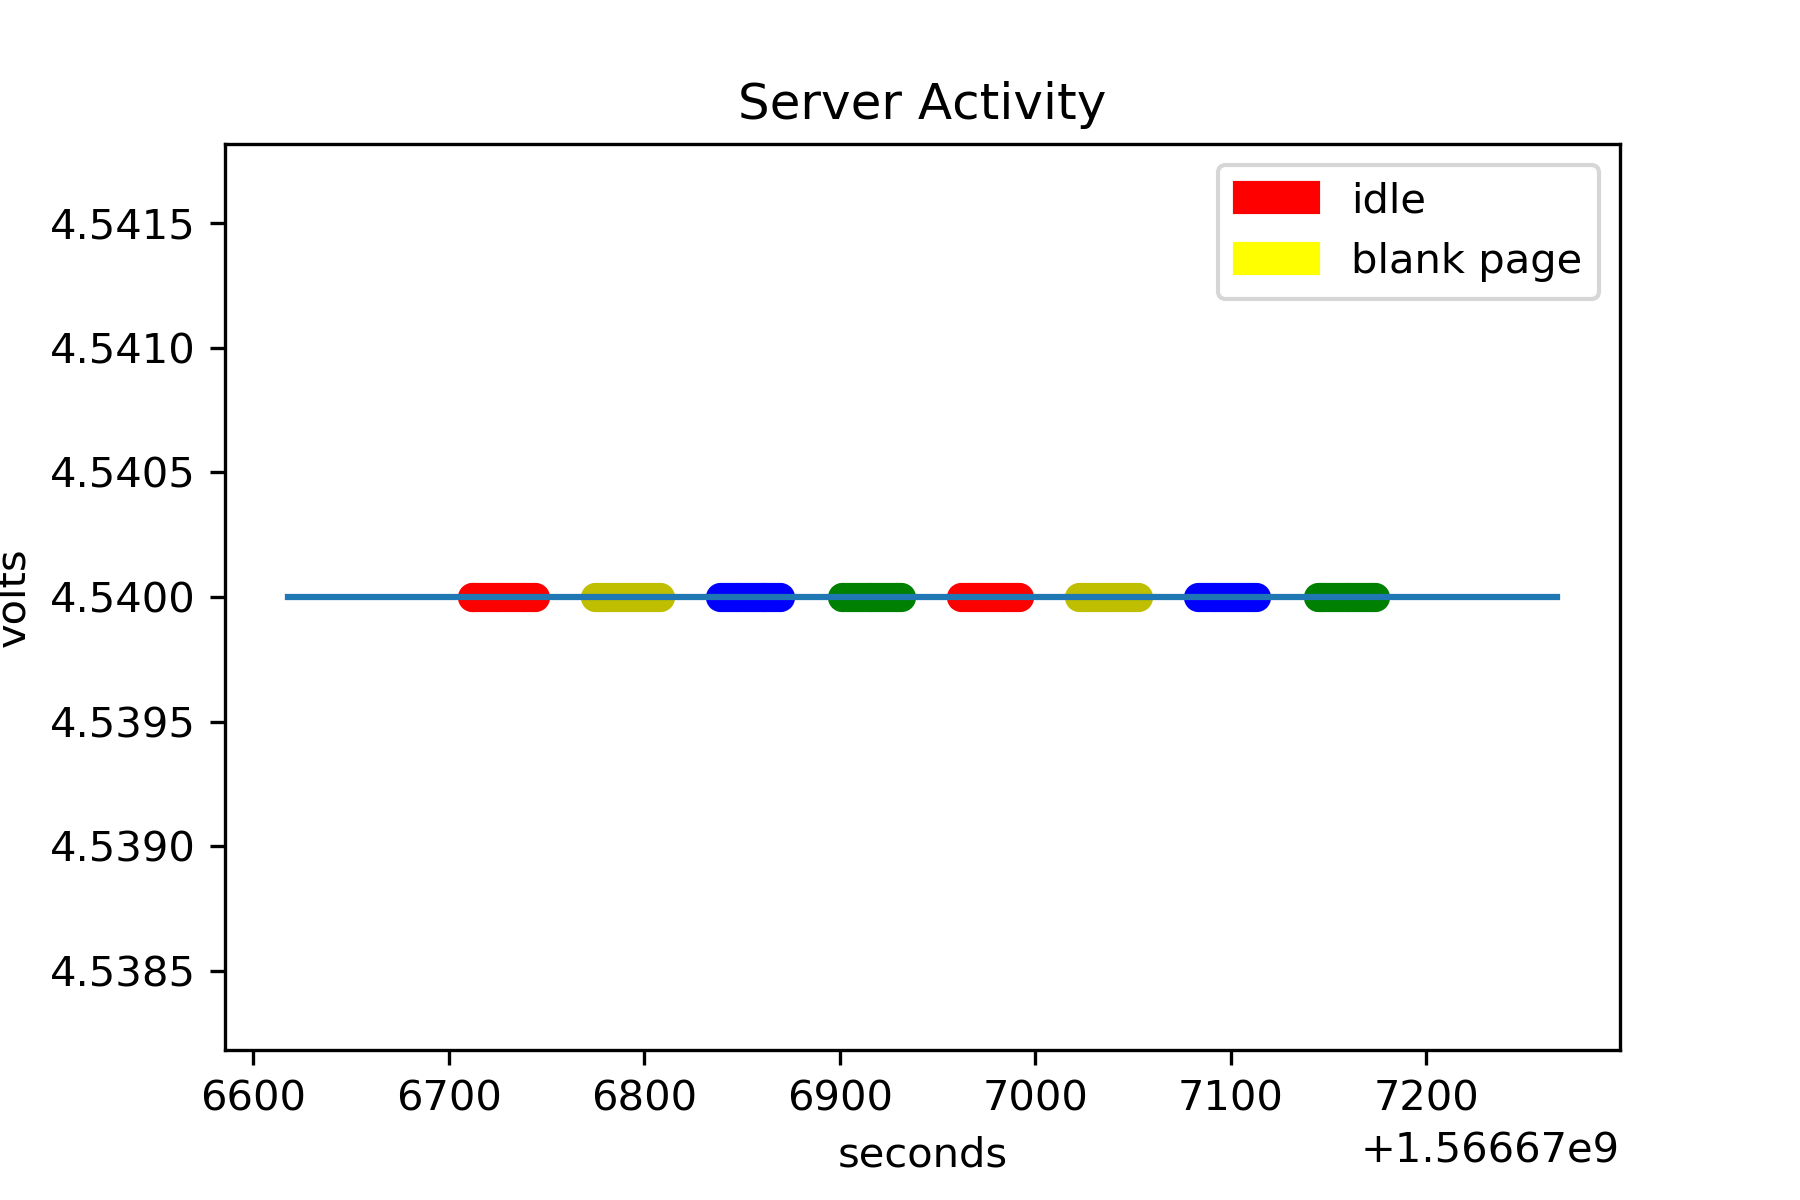 Server Activity
idle
blank page
4.5415
4.5410
4.5405
4.5400
4.5395
4.5390
4.5385
volts
6600 6700 6800 6900 7000 7100 7200
seconds
+1.56667e9